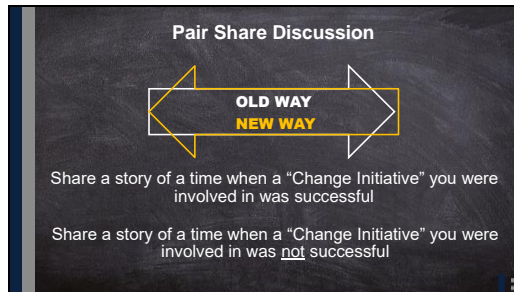 Pair Share Discussion
OLD WAY
NEW WAY
Share a story of a time when a “Change Initiative” you were
involved in was successful
Share a story of a time when a “Change Initiative” you were
involved in was not successful